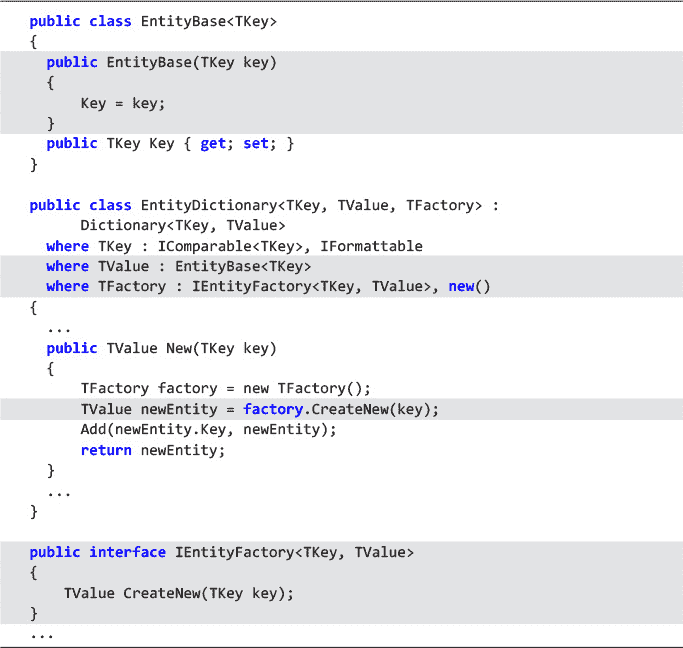 public class EntityBase<TKey>
{
  public EntityBase(TKey key)
  {
      Key = key;
  }
  public TKey Key { get; set; }
}

public class EntityDictionary<TKey, TValue, TFactory> :
      Dictionary<TKey, TValue>
  where TKey : IComparable<TKey>, IFormattable
  where TValue : EntityBase<TKey>
  where TFactory : IEntityFactory<TKey, TValue>, new()
{
  ...
  public TValue New(TKey key)
  {
      TFactory factory = new TFactory();
      TValue newEntity = factory.CreateNew(key);
      Add(newEntity.Key, newEntity);
      return newEntity;
  }
  ...
}

public interface IEntityFactory<TKey, TValue>
{
    TValue CreateNew(TKey key);
}
...